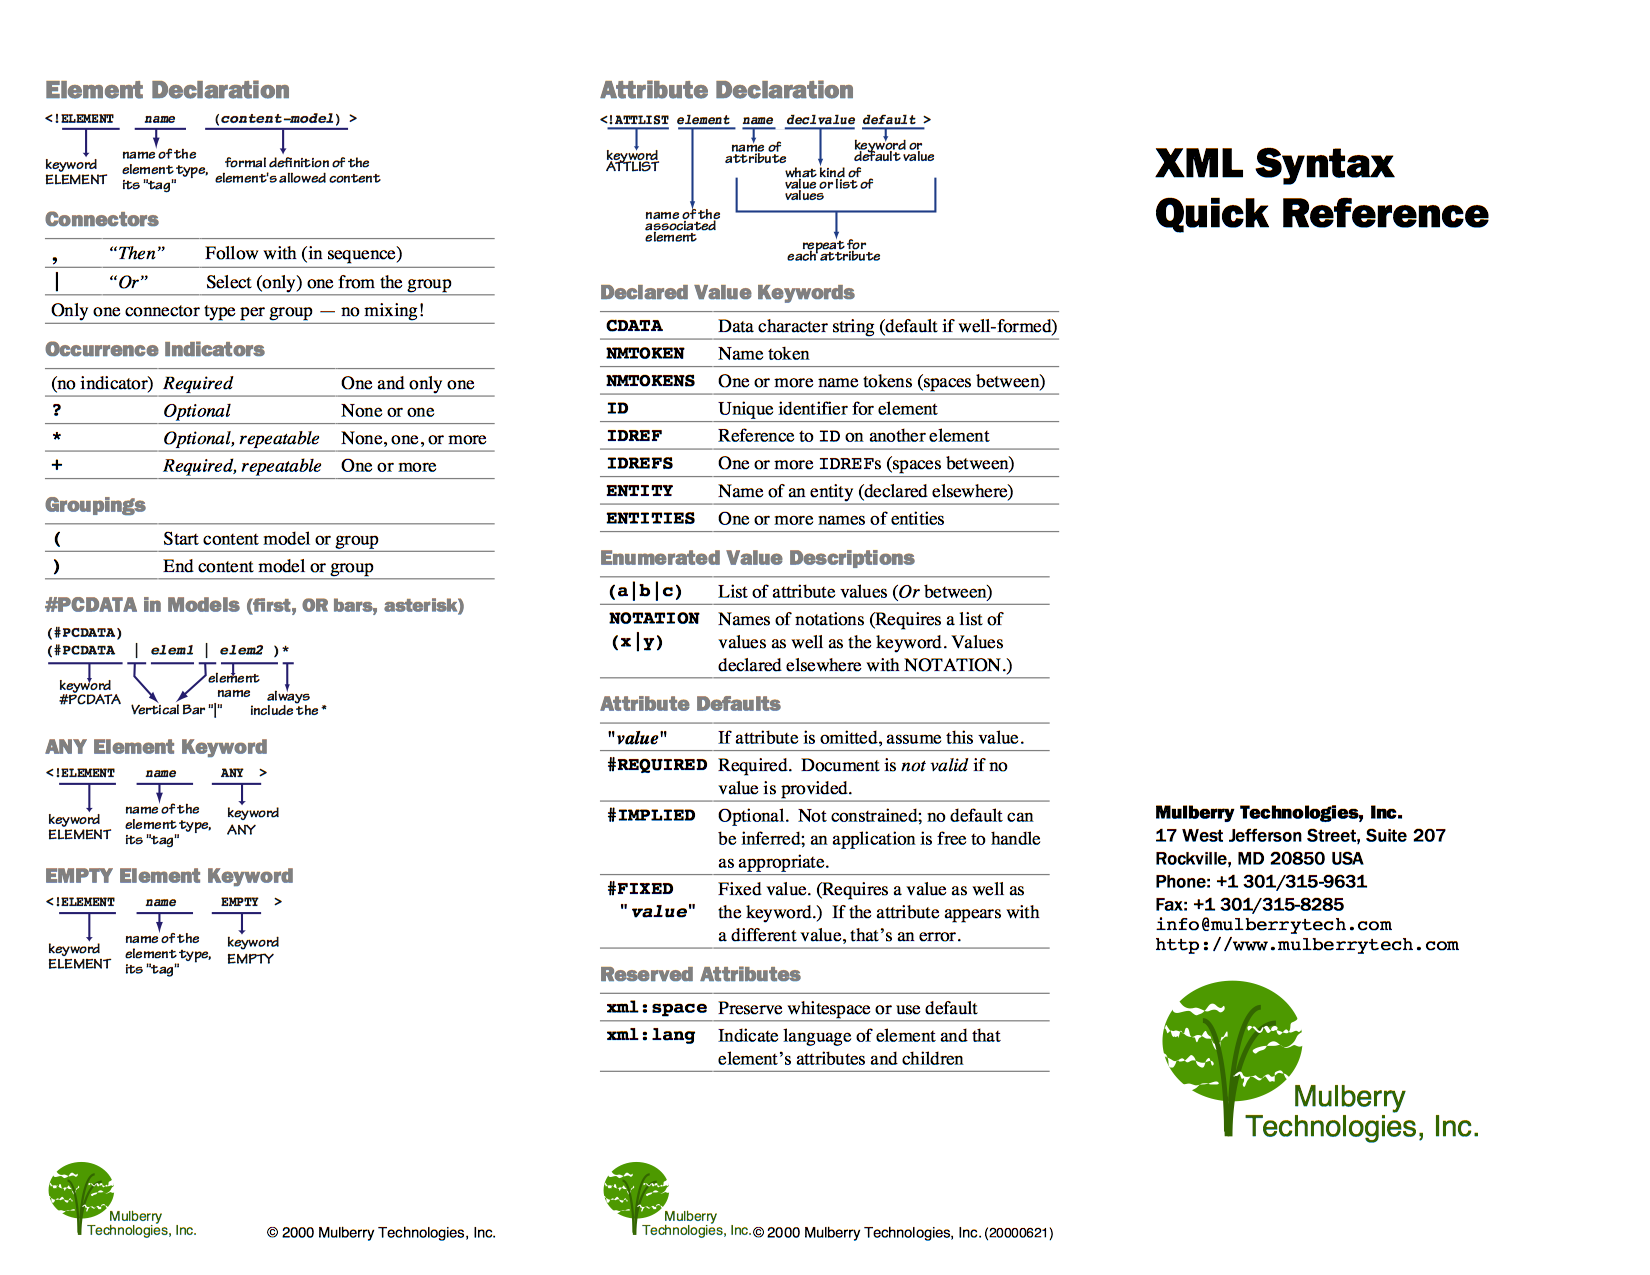 Element Declaration
<!ELEMENT name (content-model) >
keyword
ELEMENT
name of the
element type,
its "tag"
formal definition of the
element's allowed content
Connectors
, “Then” Follow with (in sequence)
| “Or” Select (only) one from the group
Only one connector type per group — no mixing!
Occurrence Indicators
(no indicator) Required One and only one
? Optional None or one
* Optional, repeatable None, one, or more
+ Required, repeatable One or more
Groupings
( Start content model or group
) End content model or group
#PCDATA in Models (first, OR bars, asterisk)
(#PCDATA)
(#PCDATA | elem1 | elem2 )*
keyword
#PCDATA
Vertical Bar "|"
element
name
always
include the *
ANY Element Keyword
<!ELEMENT name ANY >
keyword
ELEMENT
name of the
element type,
its "tag"
keyword
ANY
EMPTY Element Keyword
<!ELEMENT name EMPTY >
keyword
ELEMENT
name of the
element type,
its "tag"
keyword
EMPTY
Mulberry
Technologies, Inc.
© 2000 Mulberry Technologies, Inc.
Attribute Declaration
<!ATTLIST element name declvalue default >
keyword
ATTLIST
name of the
associated
element
name of
attribute
what kind of
value or list of
values
keyword or
default value
repeat for
each attribute
Declared Value Keywords
CDATA Data character string (default if well-formed)
NMTOKEN Name token
NMTOKENS One or more name tokens (spaces between)
ID Unique identifier for element
IDREF Reference to ID on another element
IDREFS One or more IDREFs (spaces between)
ENTITY Name of an entity (declared elsewhere)
ENTITIES One or more names of entities
Enumerated Value Descriptions
(a|b|c) List of attribute values (Or between)
NOTATION Names of notations (Requires a list of
(x|y) values as well as the keyword. Values
declared elsewhere with NOTATION.)
Attribute Defaults
"value" If attribute is omitted, assume this value.
#REQUIRED Required. Document is not valid if no
value is provided.
#IMPLIED Optional. Not constrained; no default can
be inferred; an application is free to handle
as appropriate.
#FIXED Fixed value. (Requires a value as well as
"value" the keyword.) If the attribute appears with
a different value, that’s an error.
Reserved Attributes
xml:space Preserve whitespace or use default
xml:lang Indicate language of element and that
element’s attributes and children
Mulberry
Technologies, Inc.
© 2000 Mulberry Technologies, Inc. (20000621)
XML Syntax
Quick Reference
Mulberry Technologies, Inc.
17 West Jefferson Street, Suite 207
Rockville, MD 20850 USA
Phone: +1 301/315-9631
Fax: +1 301/315-8285
info@mulberrytech.com
http://www.mulberrytech.com
Mulberry
Technologies, Inc.